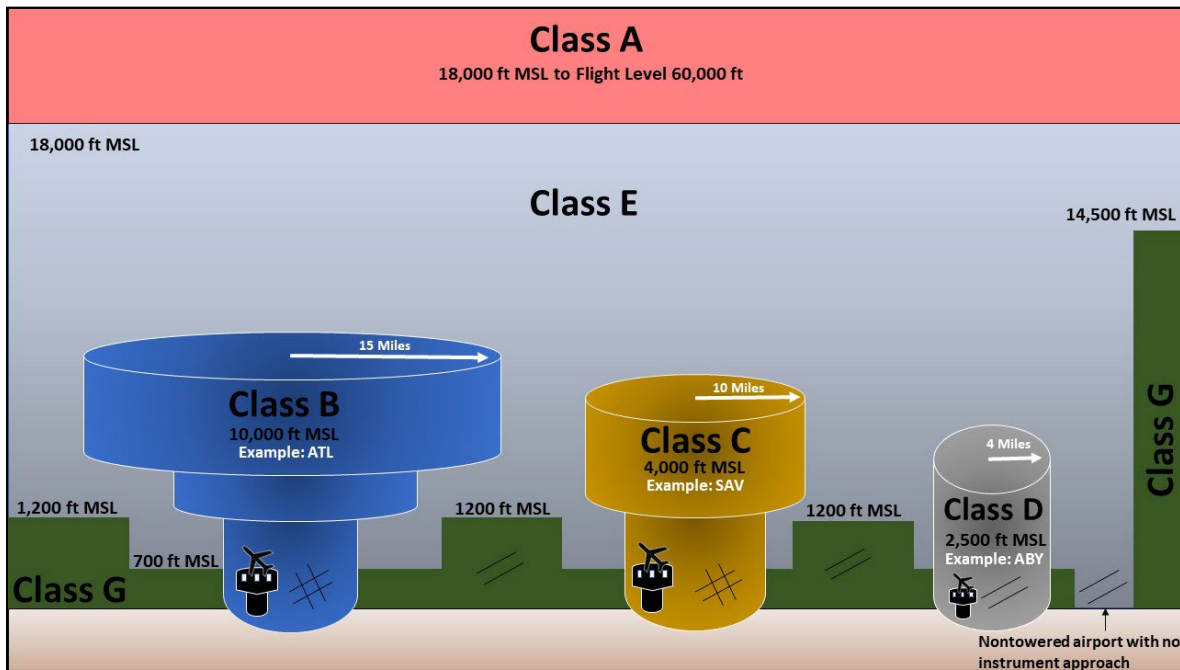 Class A
18,000 ft MSL to Flight Level 60,000 ft
18,000 ft MSL
Class E
14,500 ft MSL
15 Miles
Class B
10,000 ft MSL
Example: ATL
10 Miles
Class C
4,000 ft MSL
Example: SAV
4 Miles
Class D
2,500 ft MSL
Example: ABY
Class G
1,200 ft MSL
700 ft MSL
1200 ft MSL
1200 ft MSL
Class G
Nontowered airport with no
instrument approach